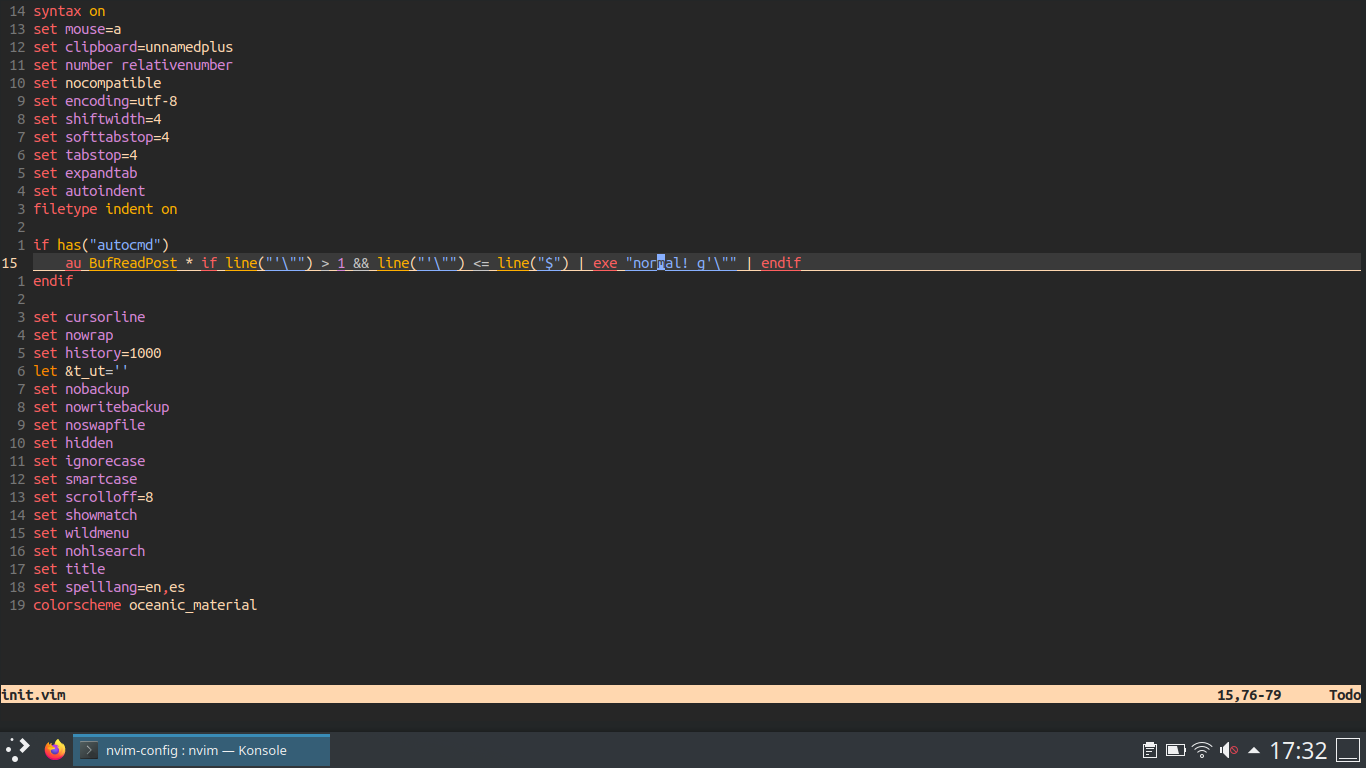 14 syntax on
13 set mouse=a
12 set clipboard=unnamedplus
11 set number relativenumber
10 set nocompatible
9 set encoding=utf-8
8 set shiftwidth=4
7 set softtabstop=4
6 set tabstop=4
5 set expandtab
4 set autoindent
3 filetype indent on
2
1 if has("autocmd")
15 au BufReadPost * if line("'\"") > 1 && line("'\"") <= line("$") | exe "normal! g'\"" | endif
1 endif
2
3 set cursorline
4 set nowrap
5 set history=1000
6 let &t_ut=''
7 set nobackup
8 set nowritebackup
9 set noswapfile
10 set hidden
11 set ignorecase
12 set smartcase
13 set scrolloff=8
14 set showmatch
15 set wildmenu
16 set nohlsearch
17 set title
18 set spelllang=en,es
19 colorscheme oceanic_material
init.vim 15,76-79 Todo
nvim-config : nvim — Konsole 17:32